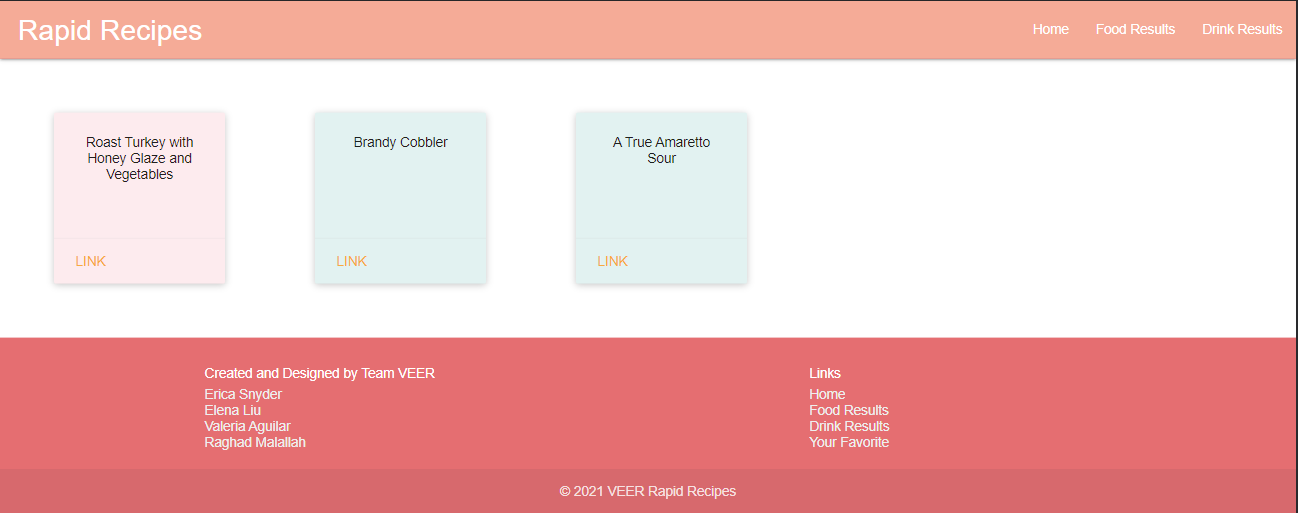 Rapid Recipes
Home Food Results Drink Results
Roast Turkey with
Honey Glaze and
Vegetables
LINK
Brandy Cobbler
LINK
A True Amaretto
Sour
LINK
Created and Designed by Team VEER
Erica Snyder
Elena Liu
Valeria Aguilar
Raghad Malallah
Links
Home
Food Results
Drink Results
Your Favorite
© 2021 VEER Rapid Recipes